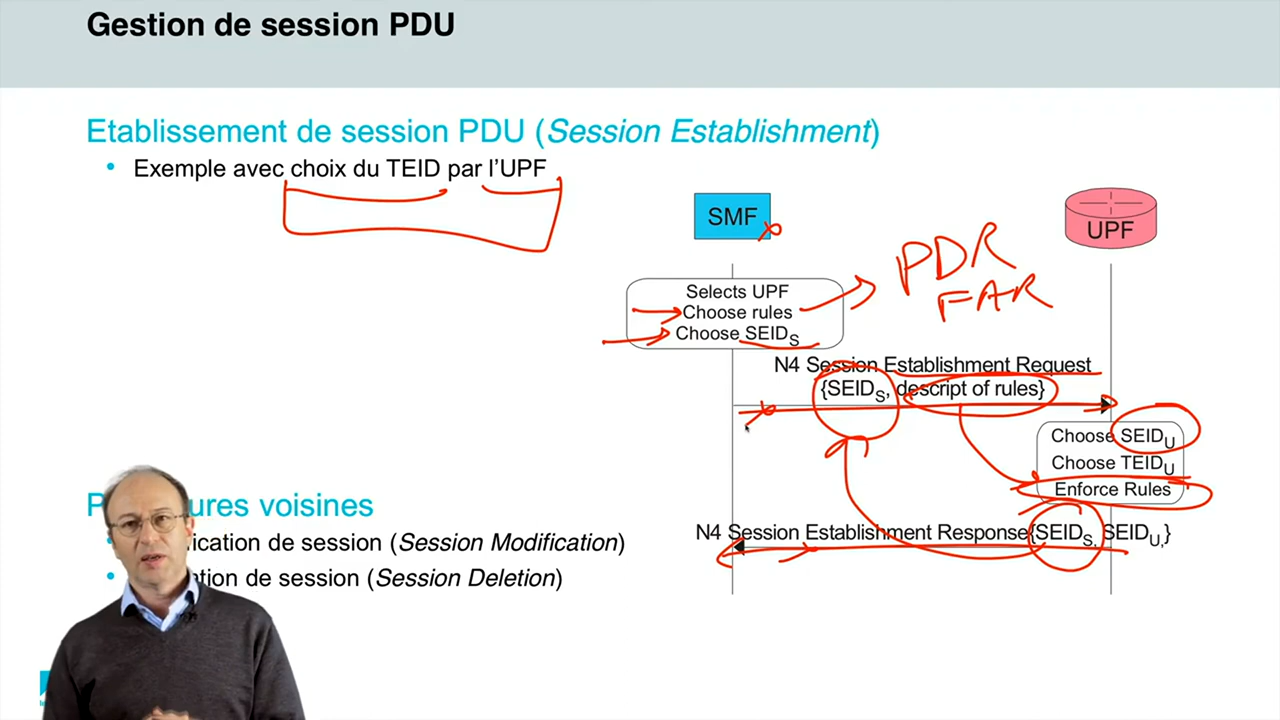 Gestion de session PDU
Etablissement de session PDU (Session Establishment)
• Exemple avec choix du TEID par l'UPF
SMF
UPF
PDR
FAR
Selects UPF
Choose rules
Choose SEIDS
N4 Session Establishment Request
{SEIDS, descript of rules}
Choose SEIDU
Choose TEIDU
Enforce Rules
N4 Session Establishment Response{SEIDS, SEIDU,}
voisines
de session (Session Modification)
de session (Session Deletion)